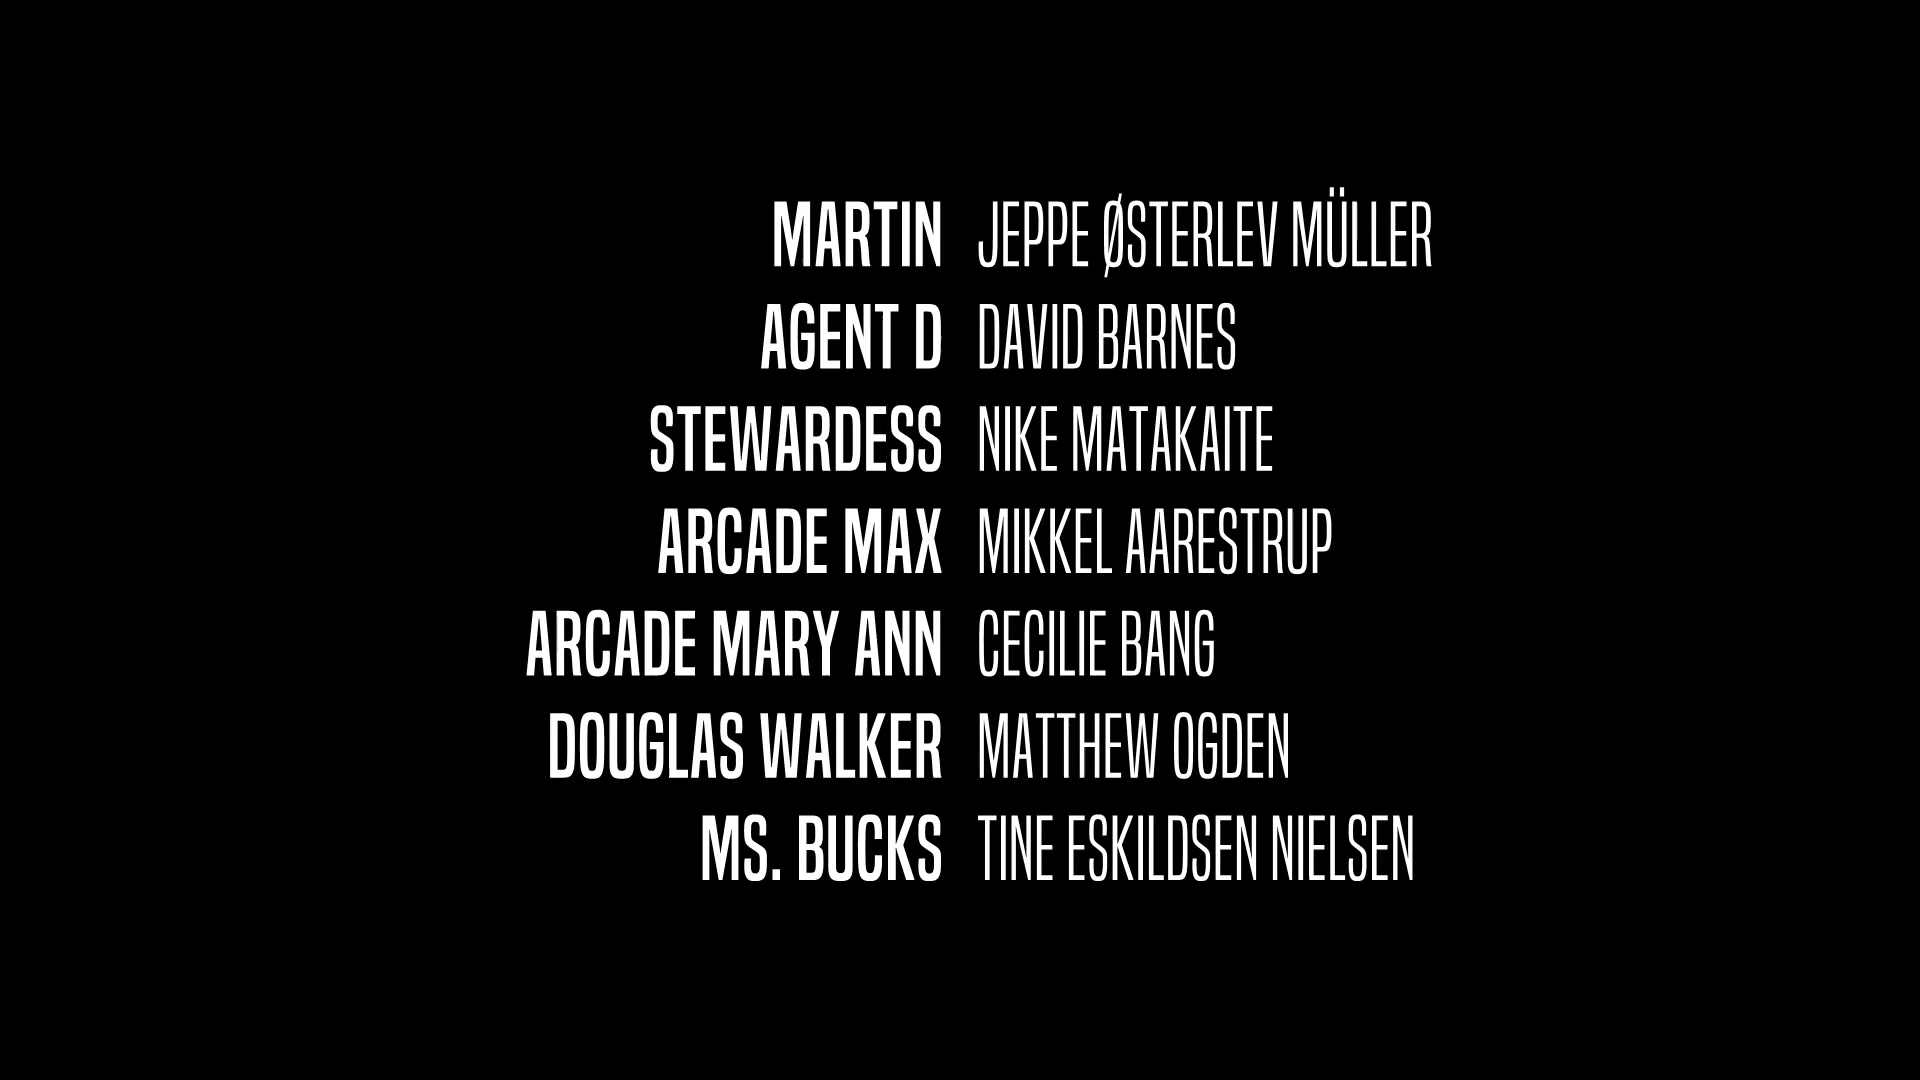 MARTIN JEPPE ØSTERLEV MÜLLER
AGENT D DAVID BARNES
STEWARDESS NIKE MATAKAITE
ARCADE MAX MIKKEL AARESTRUP
ARCADE MARY ANN CECILIE BANG
DOUGLAS WALKER MATTHEW OGDEN
MS. BUCKS TINE ESKILDSEN NIELSEN